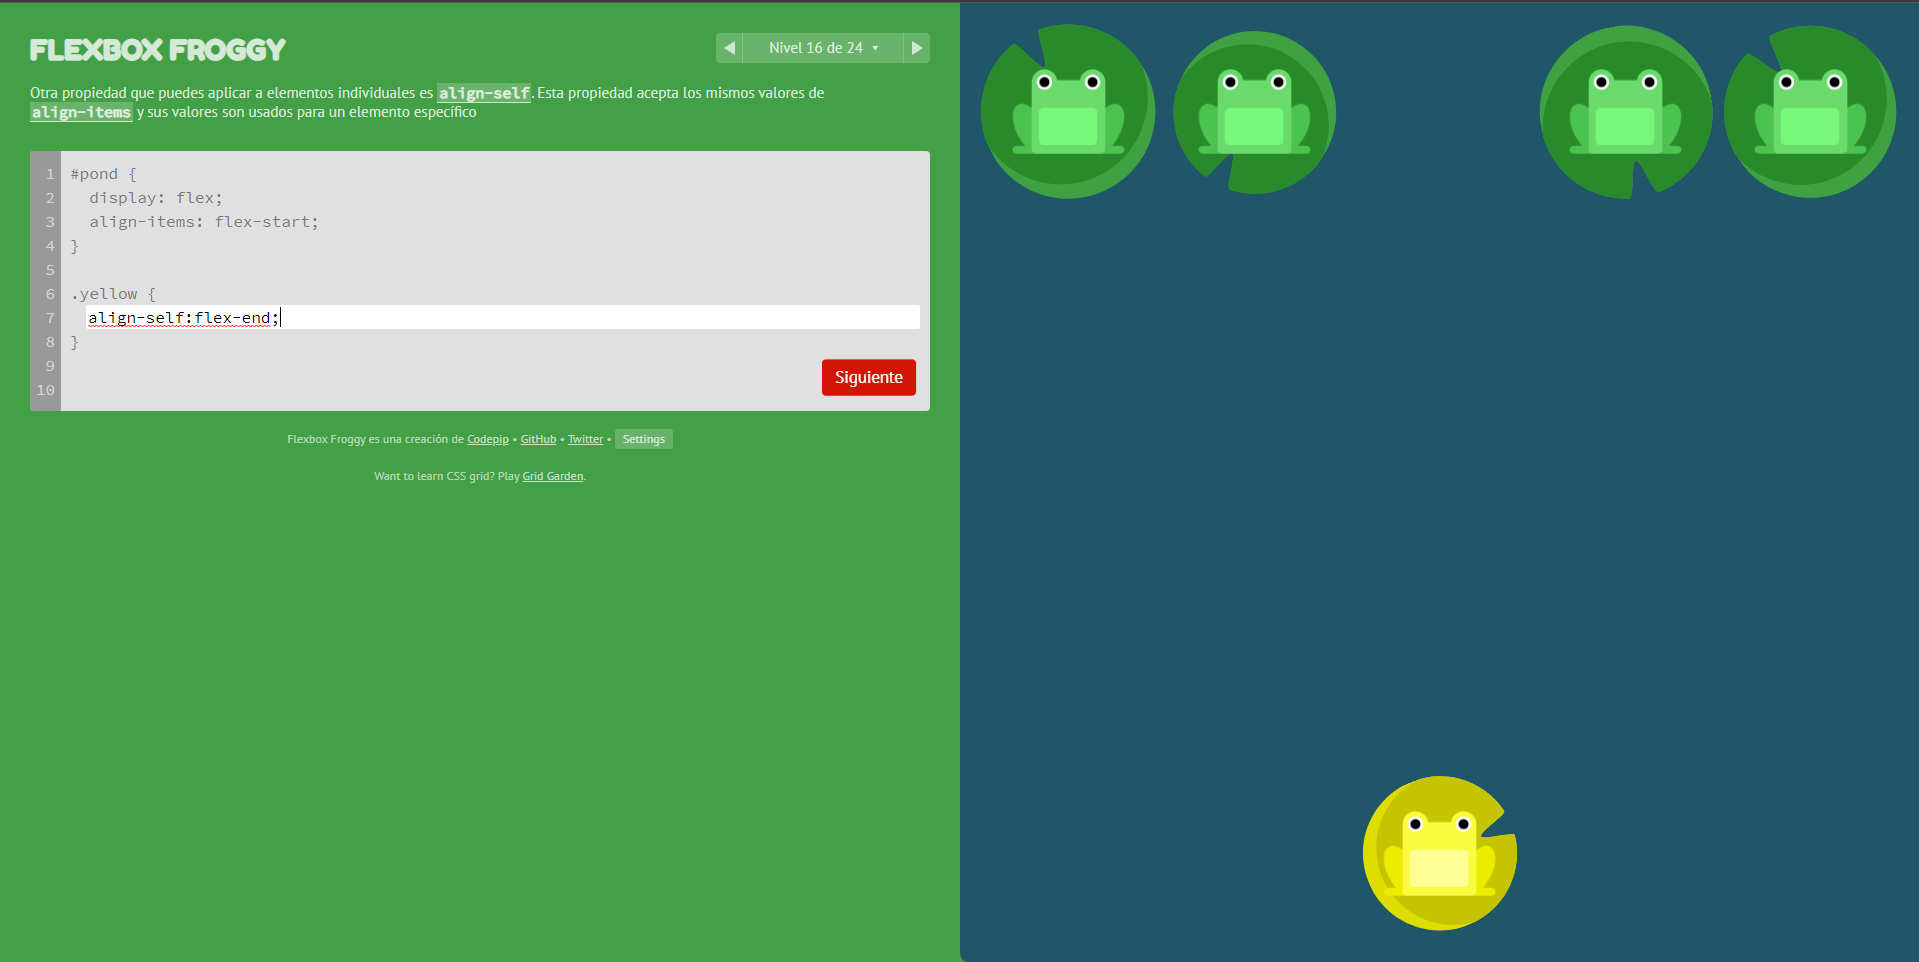 FLEXBOX FROGGY
◀ Nivel 16 de 24 ▾ ▶
Otra propiedad que puedes aplicar a elementos individuales es align-self. Esta propiedad acepta los mismos valores de
align-items y sus valores son usados para un elemento específico
1 #pond {
2 display: flex;
3 align-items: flex-start;
4 }
5
6 .yellow {
7 align-self:flex-end;
8 }
9
10
Siguiente
Flexbox Froggy es una creación de Codepip • GitHub • Twitter • Settings
Want to learn CSS grid? Play Grid Garden.